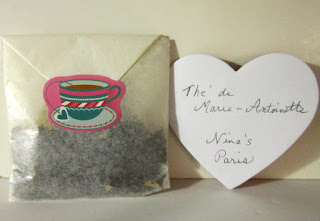 Thé de
Marie-Antoinette
Nina's
Paris